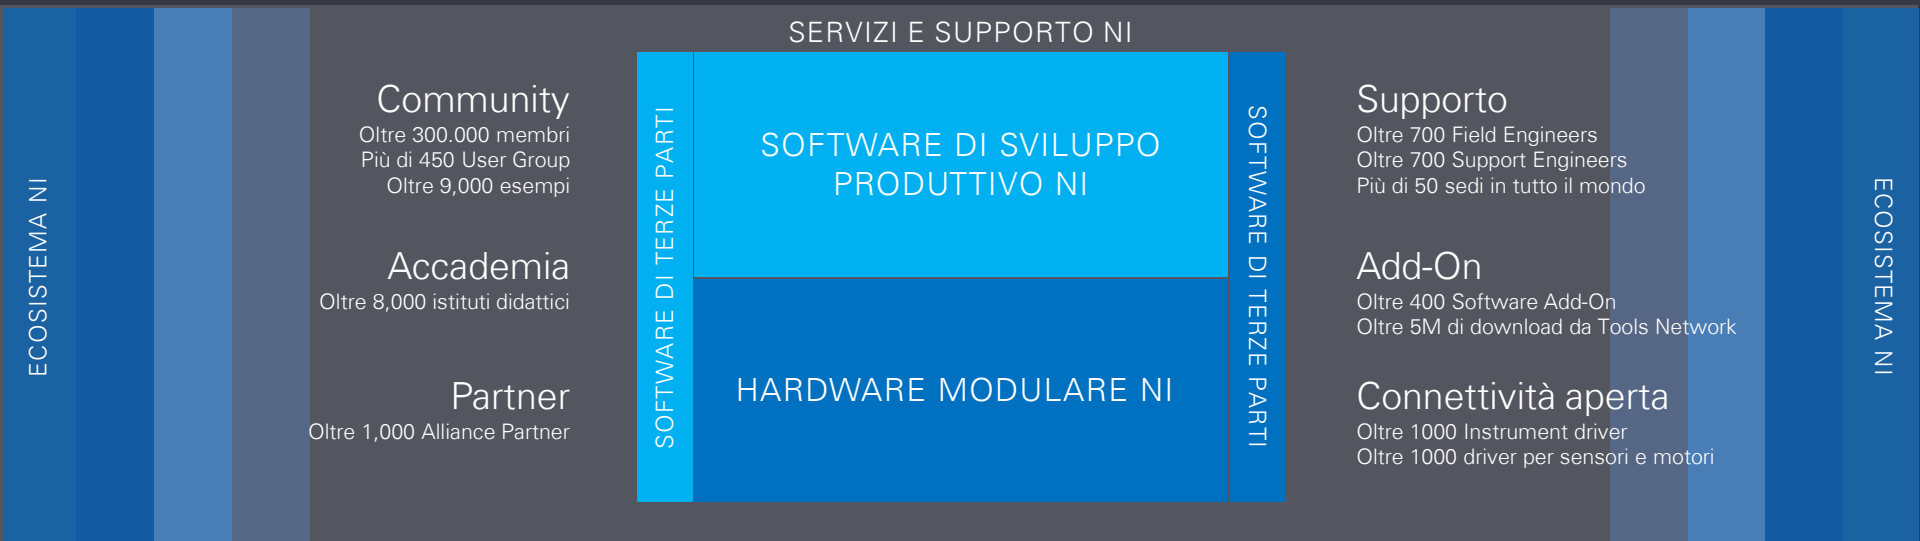 SERVIZI E SUPPORTO NI
ECOSISTEMA NI
Community
Oltre 300.000 membri
Più di 450 User Group
Oltre 9,000 esempi
Accademia
Oltre 8,000 istituti didattici
Partner
Oltre 1,000 Alliance Partner
SOFTWARE DI TERZE PARTI
SOFTWARE DI SVILUPPO
PRODUTTIVO NI
HARDWARE MODULARE NI
SOFTWARE DI TERZE PARTI
Supporto
Oltre 700 Field Engineers
Oltre 700 Support Engineers
Più di 50 sedi in tutto il mondo
Add-On
Oltre 400 Software Add-On
Oltre 5M di download da Tools Network
Connettività aperta
Oltre 1000 Instrument driver
Oltre 1000 driver per sensori e motori
ECOSISTEMA NI